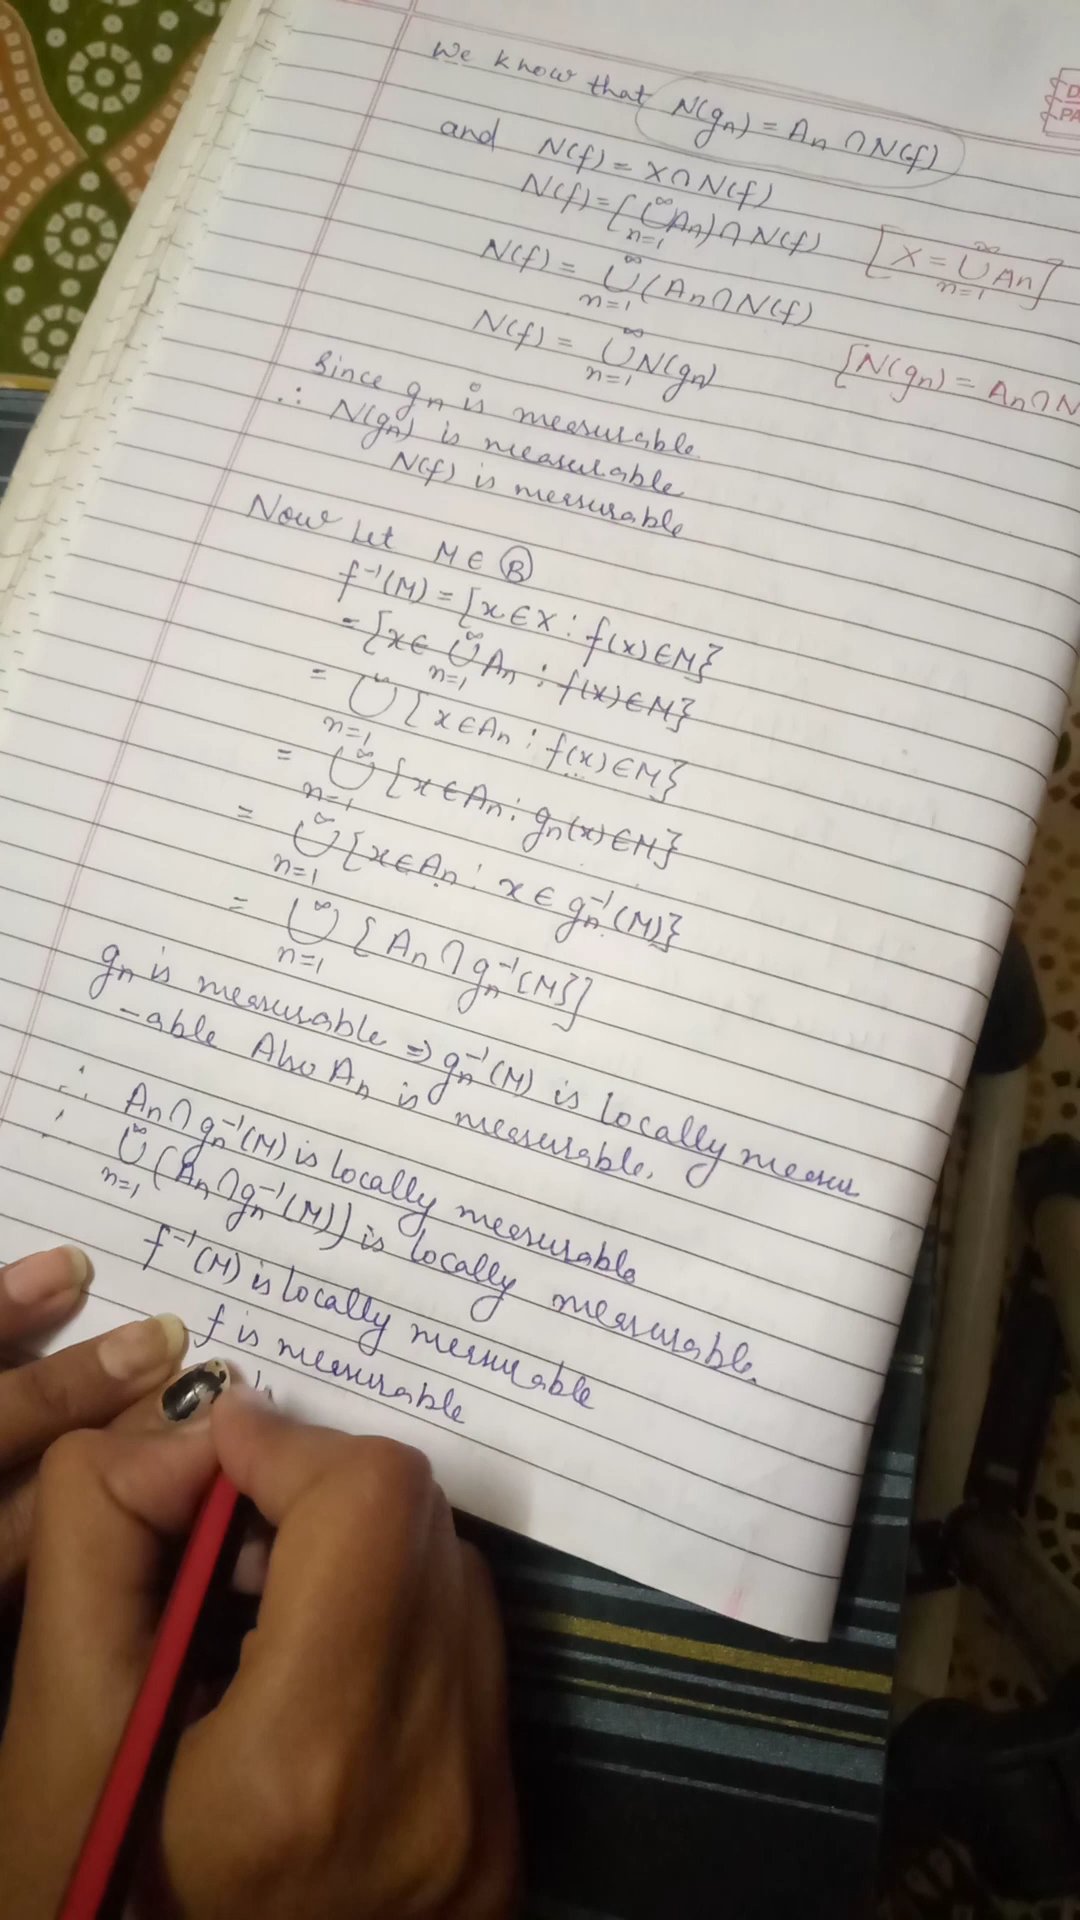 We know that N(gn) = An ∩ N(f)
and N(f) = X ∩ N(f)
N(f) = [∞⋃n=1 An) ∩ N(f) [X = ∞⋃n=1 An]
N(f) = ∞⋃n=1 (An ∩ N(f)
N(f) = ∞⋃n=1 N(gn) [N(gn) = An ∩ N
Since gn is measurable
∴ N(gn) is measurable
N(f) is measurable
Now Let M ∈ B
f⁻¹(M) = [x ∈ X : f(x) ∈ M}
= [x ∈ ∞⋃n=1 An : f(x) ∈ M}
= ∞⋃n=1 [x ∈ An : f(x) ∈ M}
= ∞⋃n=1 {x ∈ An : gn(x) ∈ M}
= ∞⋃n=1 {x ∈ An : x ∈ gn⁻¹(M)}
= ∞⋃n=1 {An ∩ gn⁻¹(M}]
gn is measurable ⇒ gn⁻¹(M) is locally measur
-able Also An is measurable.
∴ An ∩ gn⁻¹(M) is locally measurable
∴ ∞⋃n=1 (An ∩ gn⁻¹(M)) is locally measurable.
f⁻¹(M) is locally measurable
f is measurable
D
PA